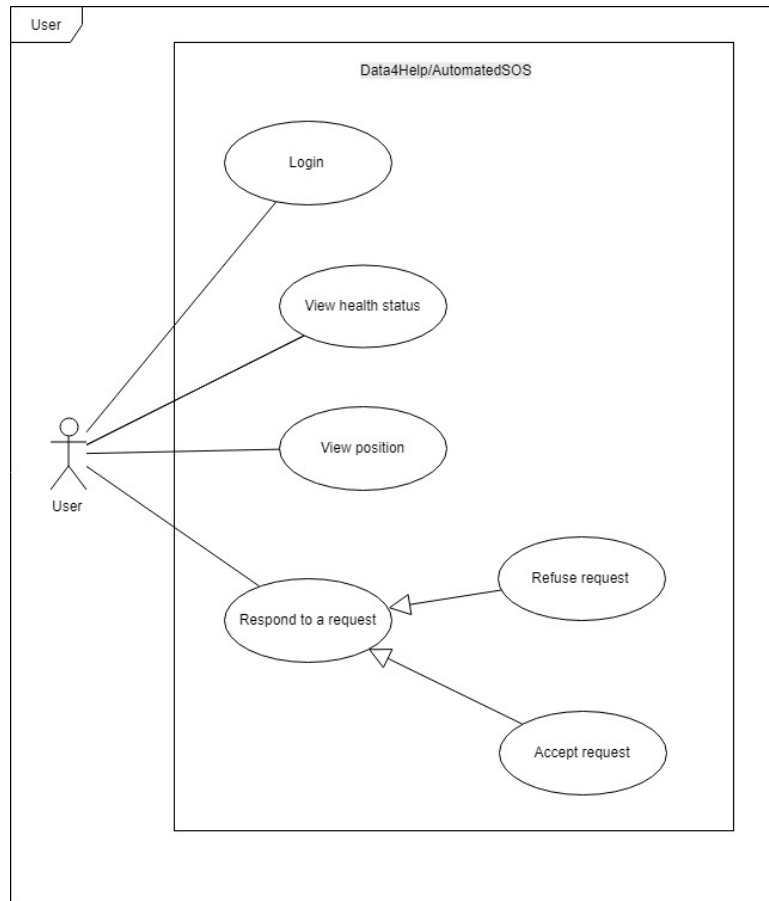 User
Data4Help/AutomatedSOS
Login
View health status
View position
User
Refuse request
Respond to a request
Accept request